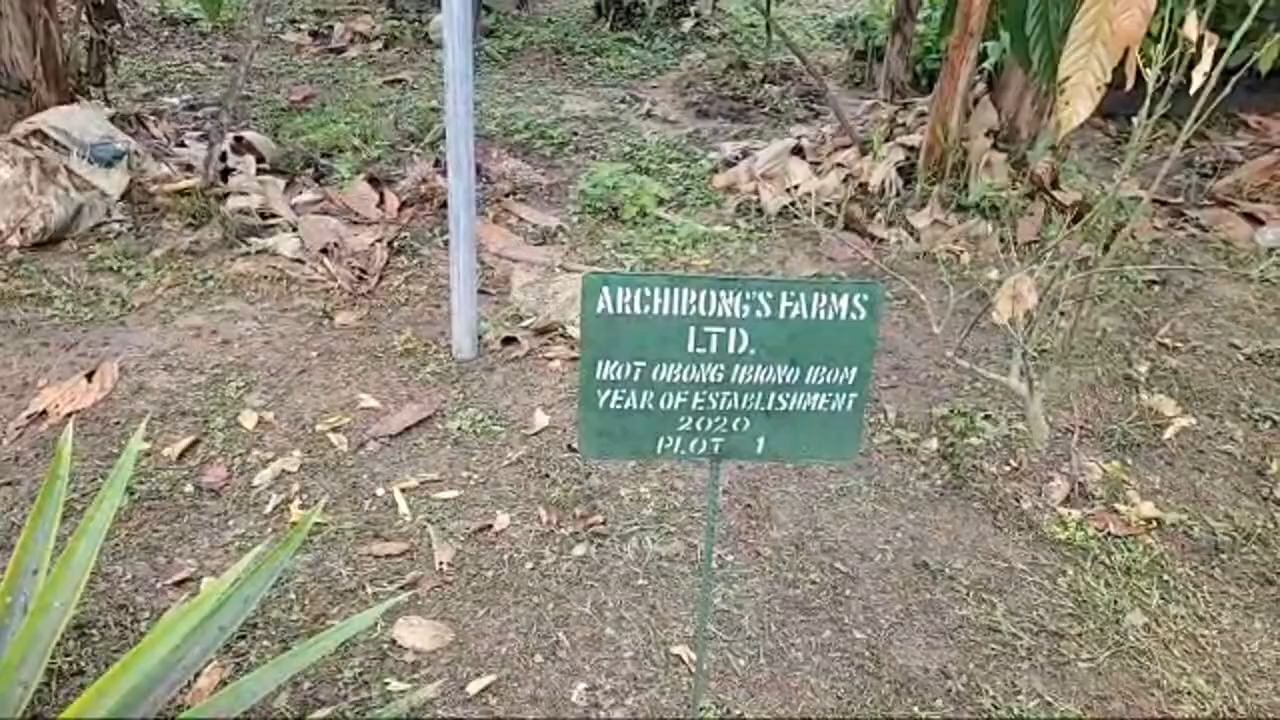 ARCHIBONG'S FARMS
LTD.
IKOT OBONG IBIONO IBOM
YEAR OF ESTABLISHMENT
2020
PLOT 1